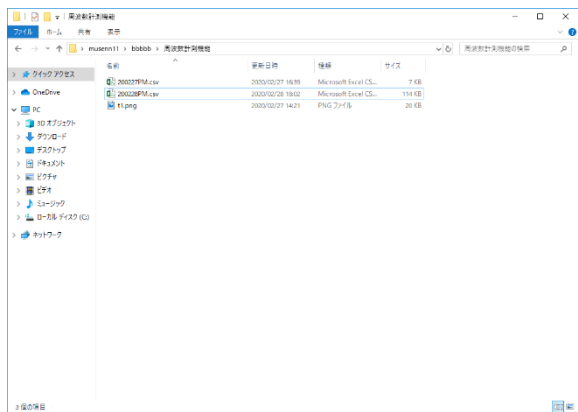 周波数計測機能
ファイル ホーム 共有 表示
musenn11 > bbbbb > 周波数計測機能
周波数計測機能の検索
名前 更新日時 種類 サイズ
200227PM.csv 2020/02/27 16:39 Microsoft Excel CS... 7 KB
200228PM.csv 2020/02/28 18:02 Microsoft Excel CS... 114 KB
t1.png 2020/02/27 14:21 PNG ファイル 20 KB
クイック アクセス
OneDrive
PC
3D オブジェクト
ダウンロード
デスクトップ
ドキュメント
ピクチャ
ビデオ
ミュージック
ローカル ディスク (C:)
ネットワーク
3 個の項目